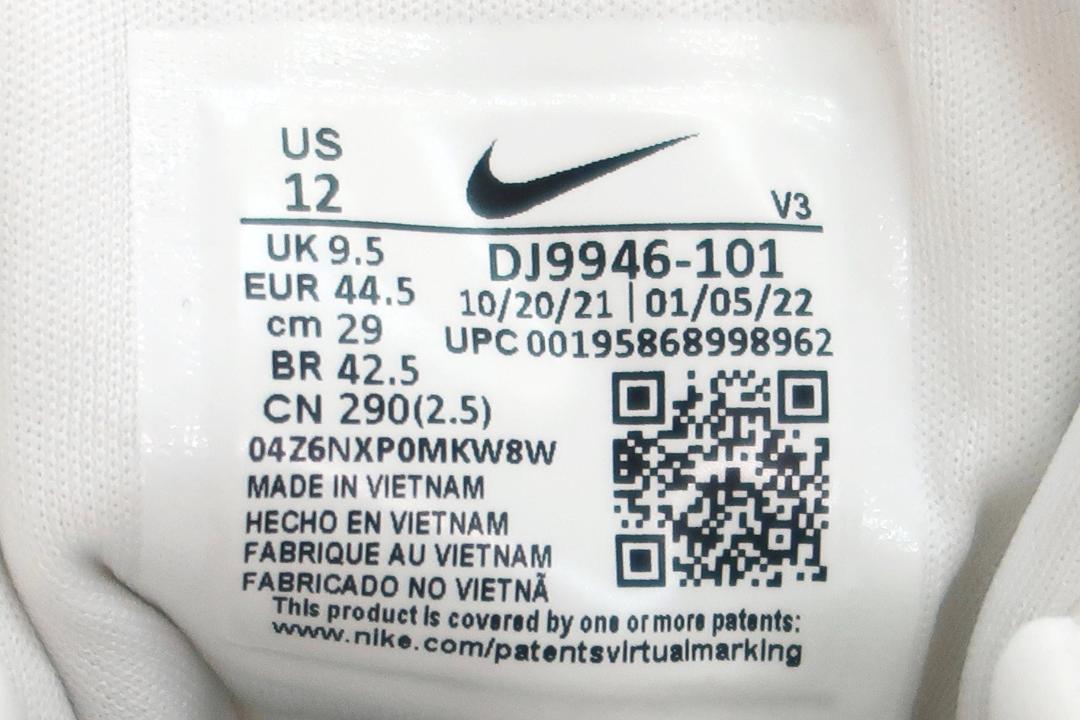 US
12
V3
UK 9.5
EUR 44.5
cm 29
BR 42.5
CN 290(2.5)
DJ9946-101
10/20/21 | 01/05/22
UPC 00195868998962
04Z6NXP0MKW8W
MADE IN VIETNAM
HECHO EN VIETNAM
FABRIQUE AU VIETNAM
FABRICADO NO VIETNÃ
This product is covered by one or more patents:
www.nike.com/patentsvirtualmarking